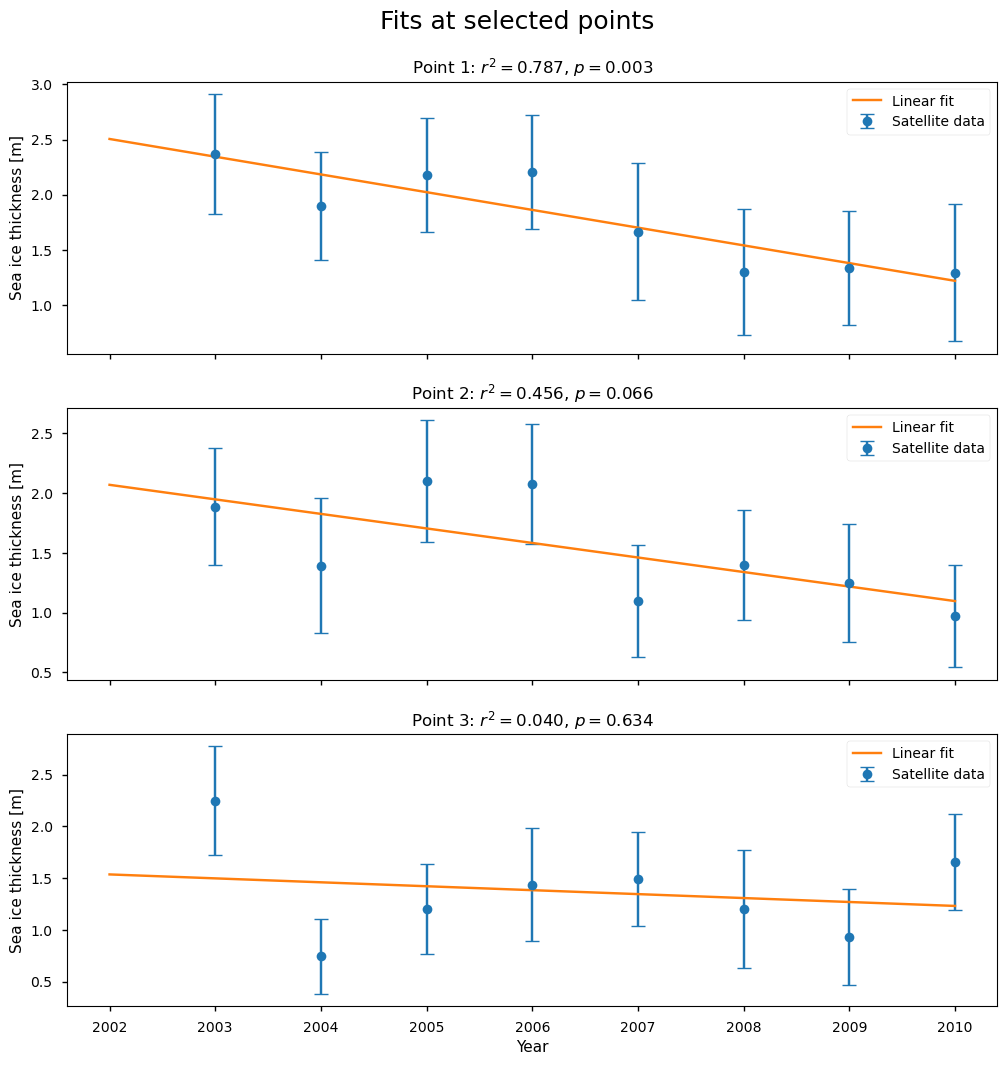 Fits at selected points
Point 1: r² = 0.787, p = 0.003
Sea ice thickness [m]
3.0
2.5
2.0
1.5
1.0
Linear fit
Satellite data
Point 2: r² = 0.456, p = 0.066
Sea ice thickness [m]
2.5
2.0
1.5
1.0
0.5
Linear fit
Satellite data
Point 3: r² = 0.040, p = 0.634
Sea ice thickness [m]
2.5
2.0
1.5
1.0
0.5
Linear fit
Satellite data
2002 2003 2004 2005 2006 2007 2008 2009 2010
Year